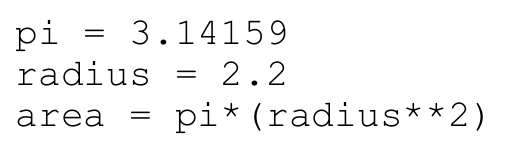 pi = 3.14159
radius = 2.2
area = pi*(radius**2)